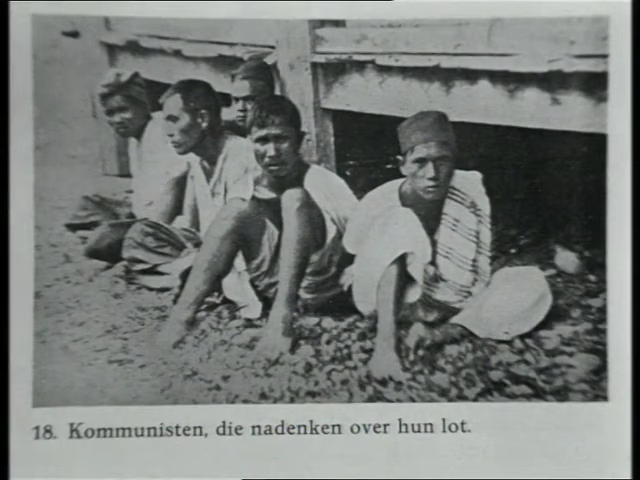 18. Kommunisten, die nadenken over hun lot.